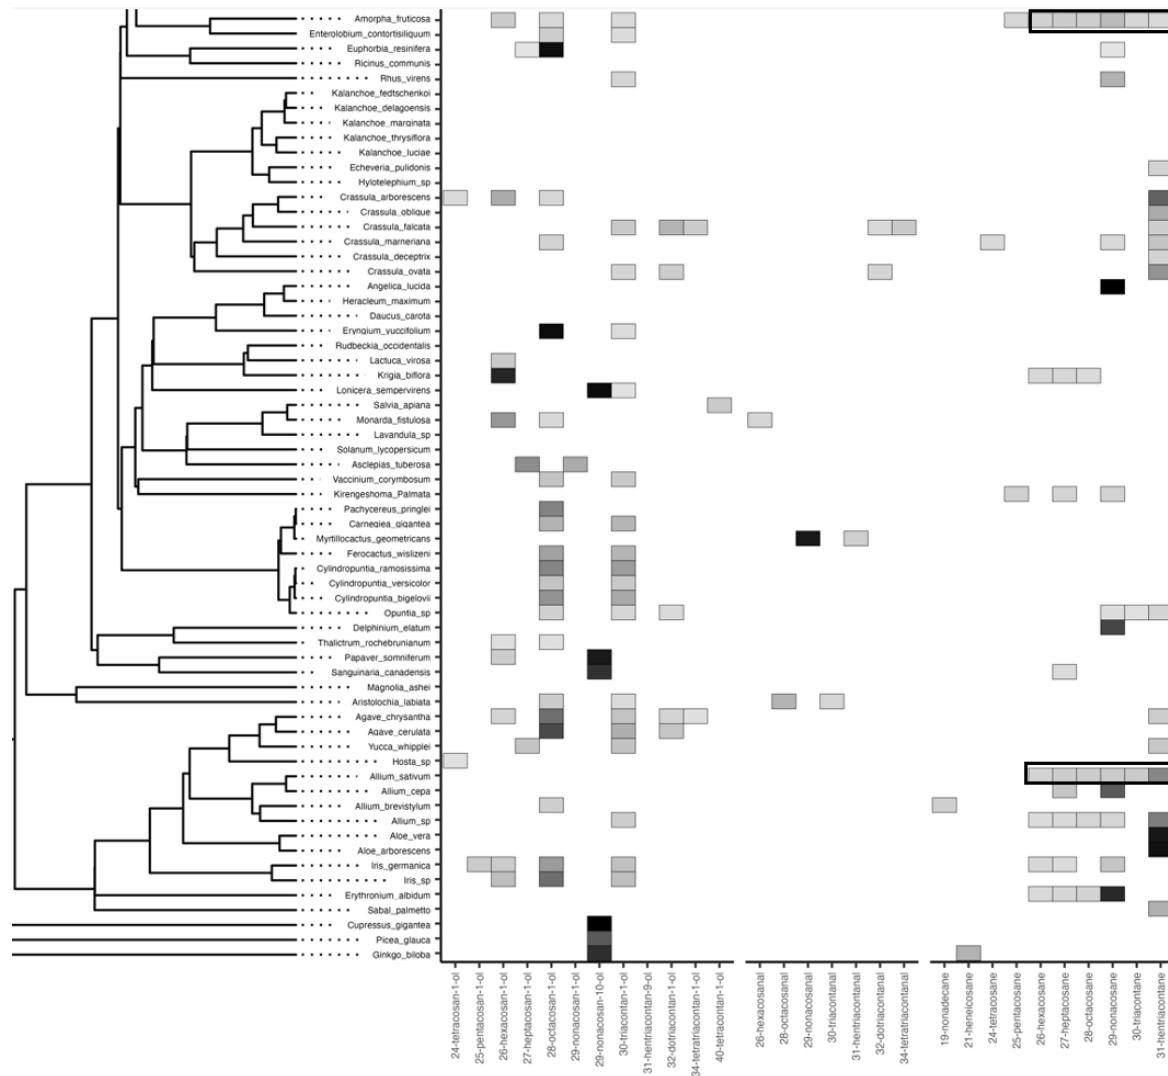 Amorpha_fruticosa
Enterolobium_contortisiliquum
Euphorbia_resinifera
Ricinus_communis
Rhus_virens
Kalanchoe_fedtschenkoi
Kalanchoe_delagoensis
Kalanchoe_marginata
Kalanchoe_thrysiflora
Kalanchoe_luciae
Echeveria_pulidonis
Hylotelephium_sp
Crassula_arborescens
Crassula_oblique
Crassula_falcata
Crassula_marneriana
Crassula_deceptrix
Crassula_ovata
Angelica_lucida
Heracleum_maximum
Daucus_carota
Eryngium_yuccifolium
Rudbeckia_occidentalis
Lactuca_virosa
Krigia_biflora
Lonicera_sempervirens
Salvia_apiana
Monarda_fistulosa
Lavandula_sp
Solanum_lycopersicum
Asclepias_tuberosa
Vaccinium_corymbosum
Kirengeshoma_Palmata
Pachycereus_pringlei
Carnegiea_gigantea
Myrtillocactus_geometricans
Ferocactus_wislizeni
Cylindropuntia_ramosissima
Cylindropuntia_versicolor
Cylindropuntia_bigelovii
Opuntia_sp
Delphinium_elatum
Thalictrum_rochebrunianum
Papaver_somniferum
Sanguinaria_canadensis
Magnolia_ashei
Aristolochia_labiata
Agave_chrysantha
Agave_cerulata
Yucca_whipplei
Hosta_sp
Allium_sativum
Allium_cepa
Allium_brevistylum
Allium_sp
Aloe_vera
Aloe_arborescens
Iris_germanica
Iris_sp
Erythronium_albidum
Sabal_palmetto
Cupressus_gigantea
Picea_glauca
Ginkgo_biloba
24-tetracosan-1-ol
25-pentacosan-1-ol
26-hexacosan-1-ol
27-heptacosan-1-ol
28-octacosan-1-ol
29-nonacosan-1-ol
29-nonacosan-10-ol
30-triacontan-1-ol
31-hentriacontan-9-ol
32-dotriacontan-1-ol
34-tetratriacontan-1-ol
40-tetracontan-1-ol
26-hexacosanal
28-octacosanal
29-nonacosanal
30-triacontanal
31-hentriacontanal
32-dotriacontanal
34-tetratriacontanal
19-nonadecane
21-heneicosane
24-tetracosane
25-pentacosane
26-hexacosane
27-heptacosane
28-octacosane
29-nonacosane
30-triacontane
31-hentriacontane